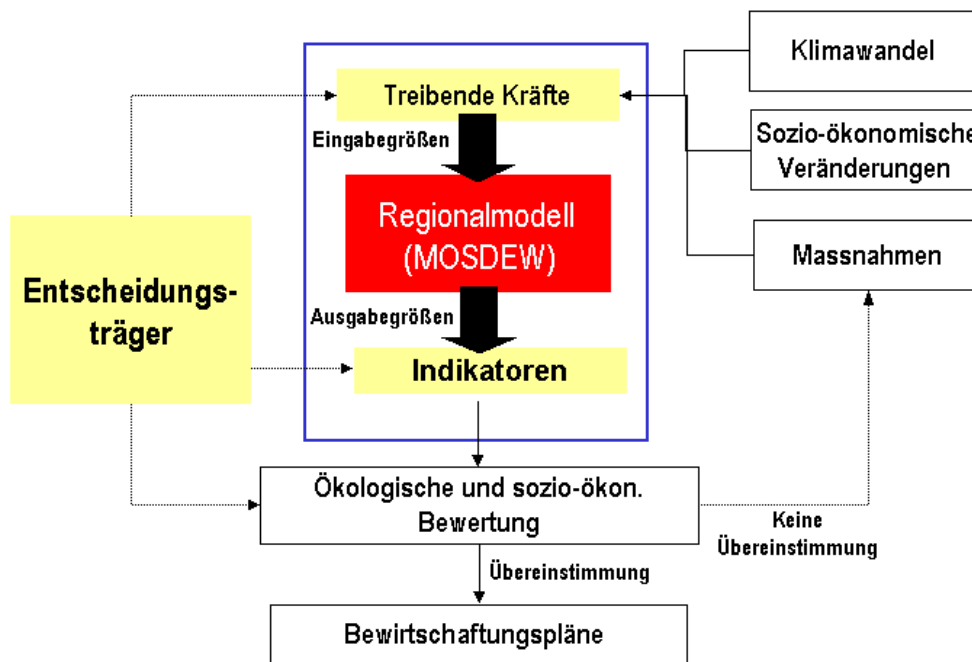 Klimawandel
Treibende Kräfte
Eingabegrößen
Sozio-ökonomische
Veränderungen
Regionalmodell
(MOSDEW)
Massnahmen
Entscheidungs-
träger
Ausgabegrößen
Indikatoren
Ökologische und sozio-ökon.
Bewertung
Keine
Übereinstimmung
Übereinstimmung
Bewirtschaftungspläne